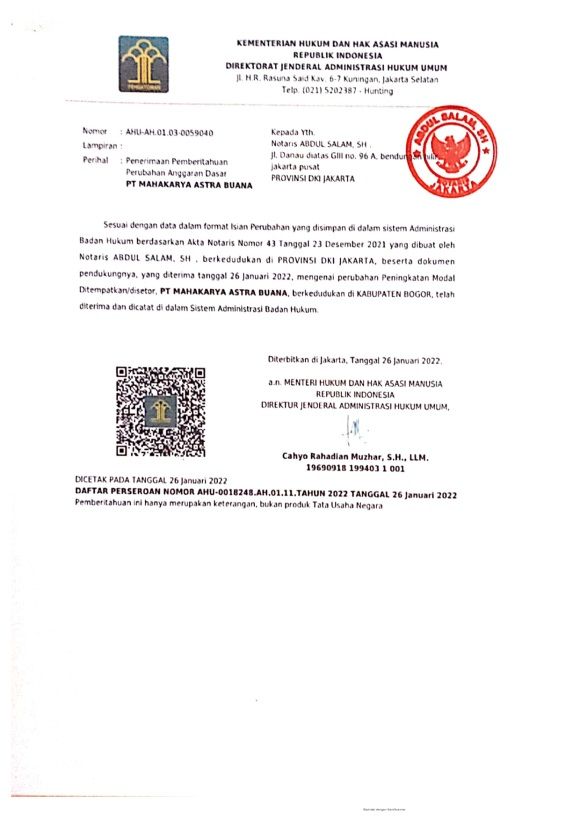 KEMENTERIAN HUKUM DAN HAK ASASI MANUSIA
REPUBLIK INDONESIA
DIREKTORAT JENDERAL ADMINISTRASI HUKUM UMUM
Jl. H.R. Rasuna Said Kav. 6-7 Kuningan, Jakarta Selatan
Telp. (021) 5202387 - Hunting
PENGAYOMAN
Nomor : AHU-AH.01.03-0059040
Lampiran :
Perihal : Penerimaan Pemberitahuan
Perubahan Anggaran Dasar
PT MAHAKARYA ASTRA BUANA
Kepada Yth.
Notaris ABDUL SALAM, SH .
Jl. Danau diatas GIII no. 96 A, bendungan
jakarta pusat
PROVINSI DKI JAKARTA
ABDUL SALAM, SH
NOTARIS
JAKARTA
Sesuai dengan data dalam format Isian Perubahan yang disimpan di dalam sistem Administrasi
Badan Hukum berdasarkan Akta Notaris Nomor 43 Tanggal 23 Desember 2021 yang dibuat oleh
Notaris ABDUL SALAM, SH , berkedudukan di PROVINSI DKI JAKARTA, beserta dokumen
pendukungnya, yang diterima tanggal 26 Januari 2022, mengenai perubahan Peningkatan Modal
Ditempatkan/disetor, PT MAHAKARYA ASTRA BUANA, berkedudukan di KABUPATEN BOGOR, telah
diterima dan dicatat di dalam Sistem Administrasi Badan Hukum.
Diterbitkan di Jakarta, Tanggal 26 Januari 2022.
a.n. MENTERI HUKUM DAN HAK ASASI MANUSIA
REPUBLIK INDONESIA
DIREKTUR JENDERAL ADMINISTRASI HUKUM UMUM,
Cahyo Rahadian Muzhar, S.H., LLM.
19690918 199403 1 001
DICETAK PADA TANGGAL 26 Januari 2022
DAFTAR PERSEROAN NOMOR AHU-0018248.AH.01.11.TAHUN 2022 TANGGAL 26 Januari 2022
Pemberitahuan ini hanya merupakan keterangan, bukan produk Tata Usaha Negara